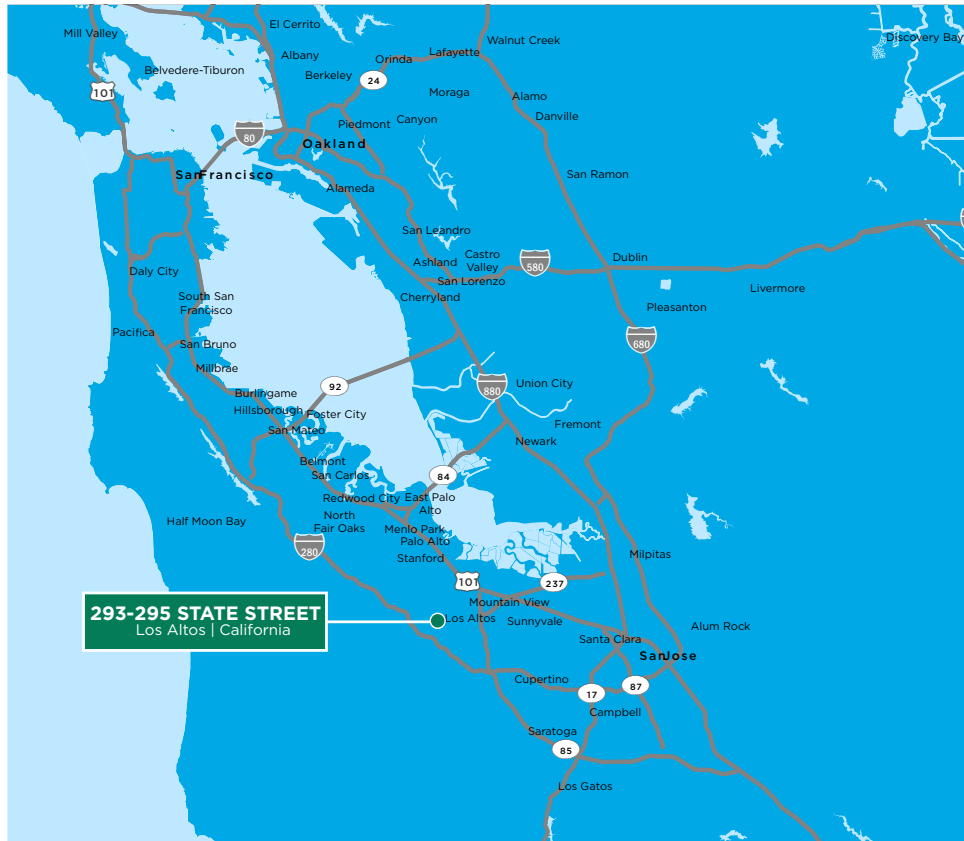 El Cerrito
Mill Valley
Walnut Creek
Discovery Bay
Albany
Lafayette
Orinda
Belvedere-Tiburon
Berkeley
24
101
Moraga
Alamo
Danville
Canyon
Piedmont
80
Oakland
San Francisco
San Ramon
Alameda
San Leandro
Castro
Valley
Ashland
580
Dublin
Daly City
San Lorenzo
Livermore
South San
Francisco
Cherryland
Pleasanton
Pacifica
San Bruno
680
Millbrae
92
880
Union City
Burlingame
Hillsborough
Foster City
San Mateo
Fremont
Newark
Belmont
San Carlos
84
Redwood City
East Palo
Alto
North
Fair Oaks
Half Moon Bay
Menlo Park
Palo Alto
280
Stanford
Milpitas
101
237
Mountain View
293-295 STATE STREET
Los Altos | California
Los Altos
Sunnyvale
Alum Rock
Santa Clara
San Jose
Cupertino
87
17
Campbell
Saratoga
85
Los Gatos